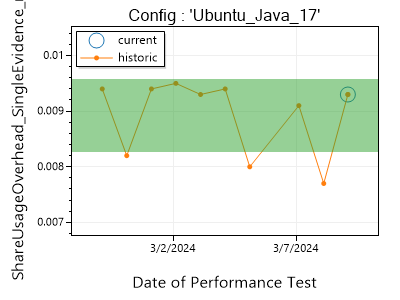 Config : 'Ubuntu_Java_17'
current
historic
0.01
0.009
0.008
0.007
ShareUsageOverhead_SingleEvidence_
3/2/2024
3/7/2024
Date of Performance Test